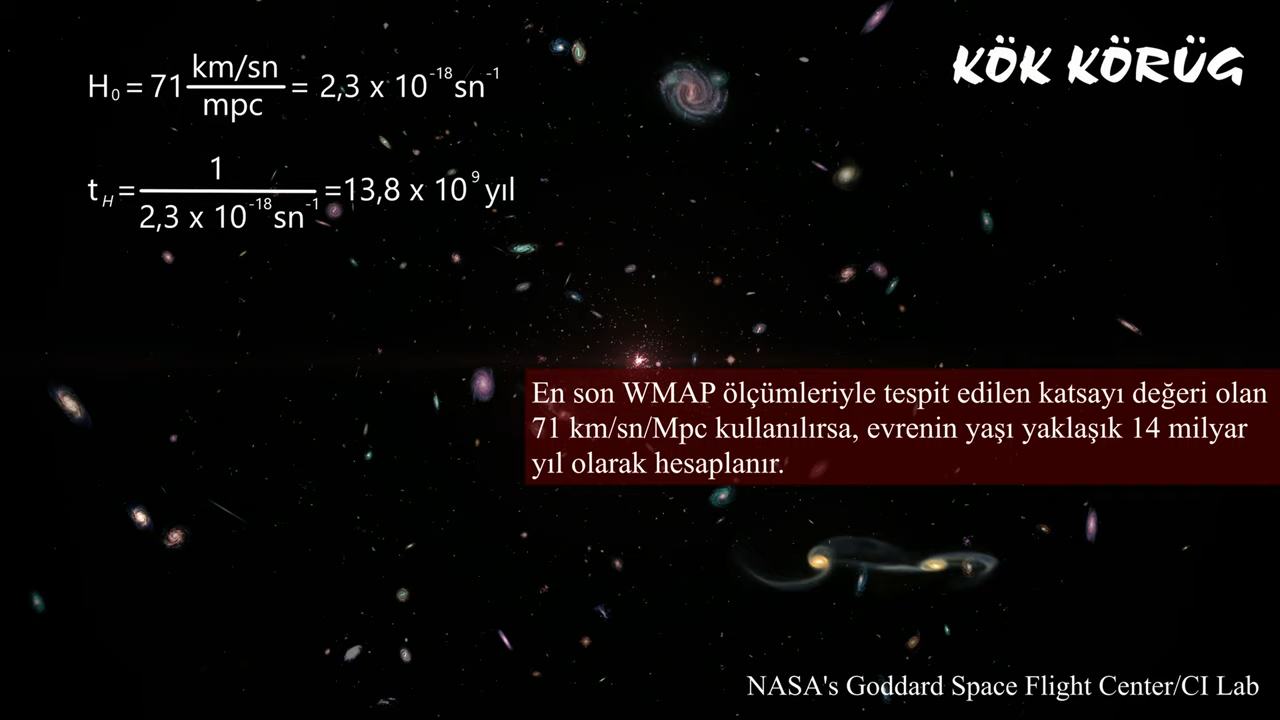 KÖK KÖRÜG
H₀ = 71 km/sn / mpc = 2,3 x 10⁻¹⁸ sn⁻¹
t_H = 1 / 2,3 x 10⁻¹⁸ sn⁻¹ = 13,8 x 10⁹ yıl
En son WMAP ölçümleriyle tespit edilen katsayı değeri olan
71 km/sn/Mpc kullanılırsa, evrenin yaşı yaklaşık 14 milyar
yıl olarak hesaplanır.
NASA's Goddard Space Flight Center/CI Lab